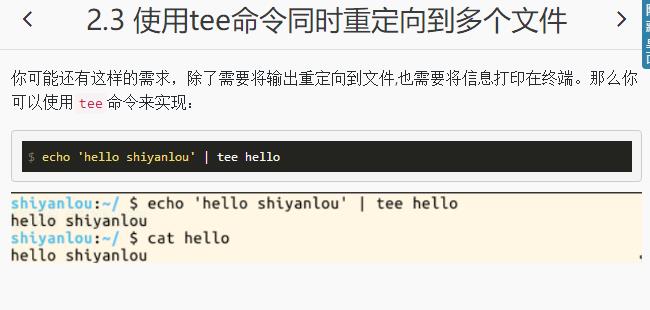 2.3 使用tee命令同时重定向到多个文件
你可能还有这样的需求，除了需要将输出重定向到文件,也需要将信息打印在终端。那么你
可以使用 tee 命令来实现：
$ echo 'hello shiyanlou' | tee hello
shiyanlou:~/ $ echo 'hello shiyanlou' | tee hello
hello shiyanlou
shiyanlou:~/ $ cat hello
hello shiyanlou